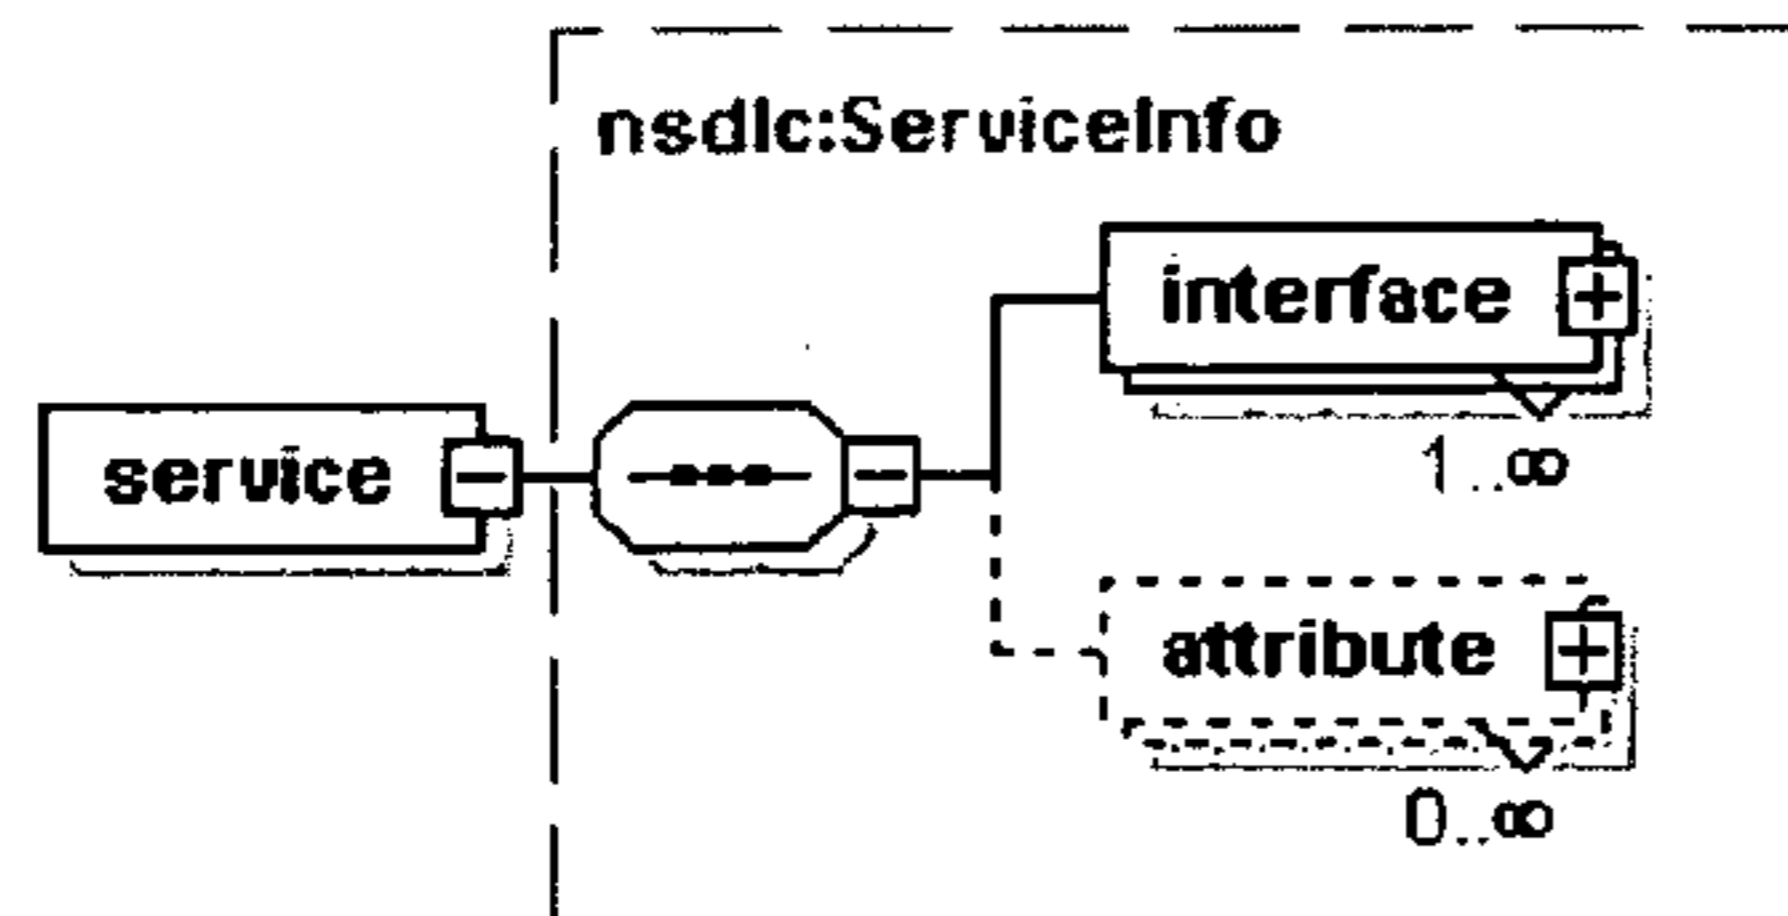 nsdlc:ServiceInfo
interface
1..∞
service
attribute
0..∞